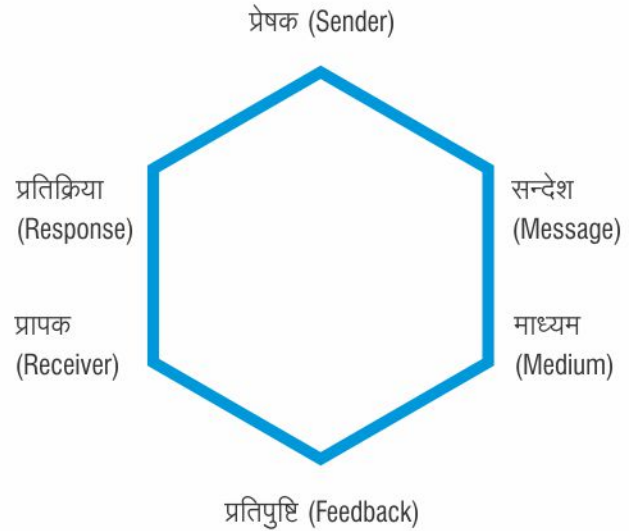 प्रेषक (Sender)
प्रतिक्रिया
(Response)
सन्देश
(Message)
प्रापक
(Receiver)
माध्यम
(Medium)
प्रतिपुष्टि (Feedback)